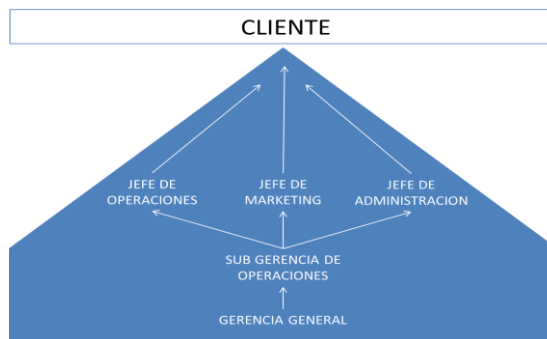 CLIENTE
JEFE DE
OPERACIONES
JEFE DE
MARKETING
JEFE DE
ADMINISTRACION
SUB GERENCIA DE
OPERACIONES
GERENCIA GENERAL